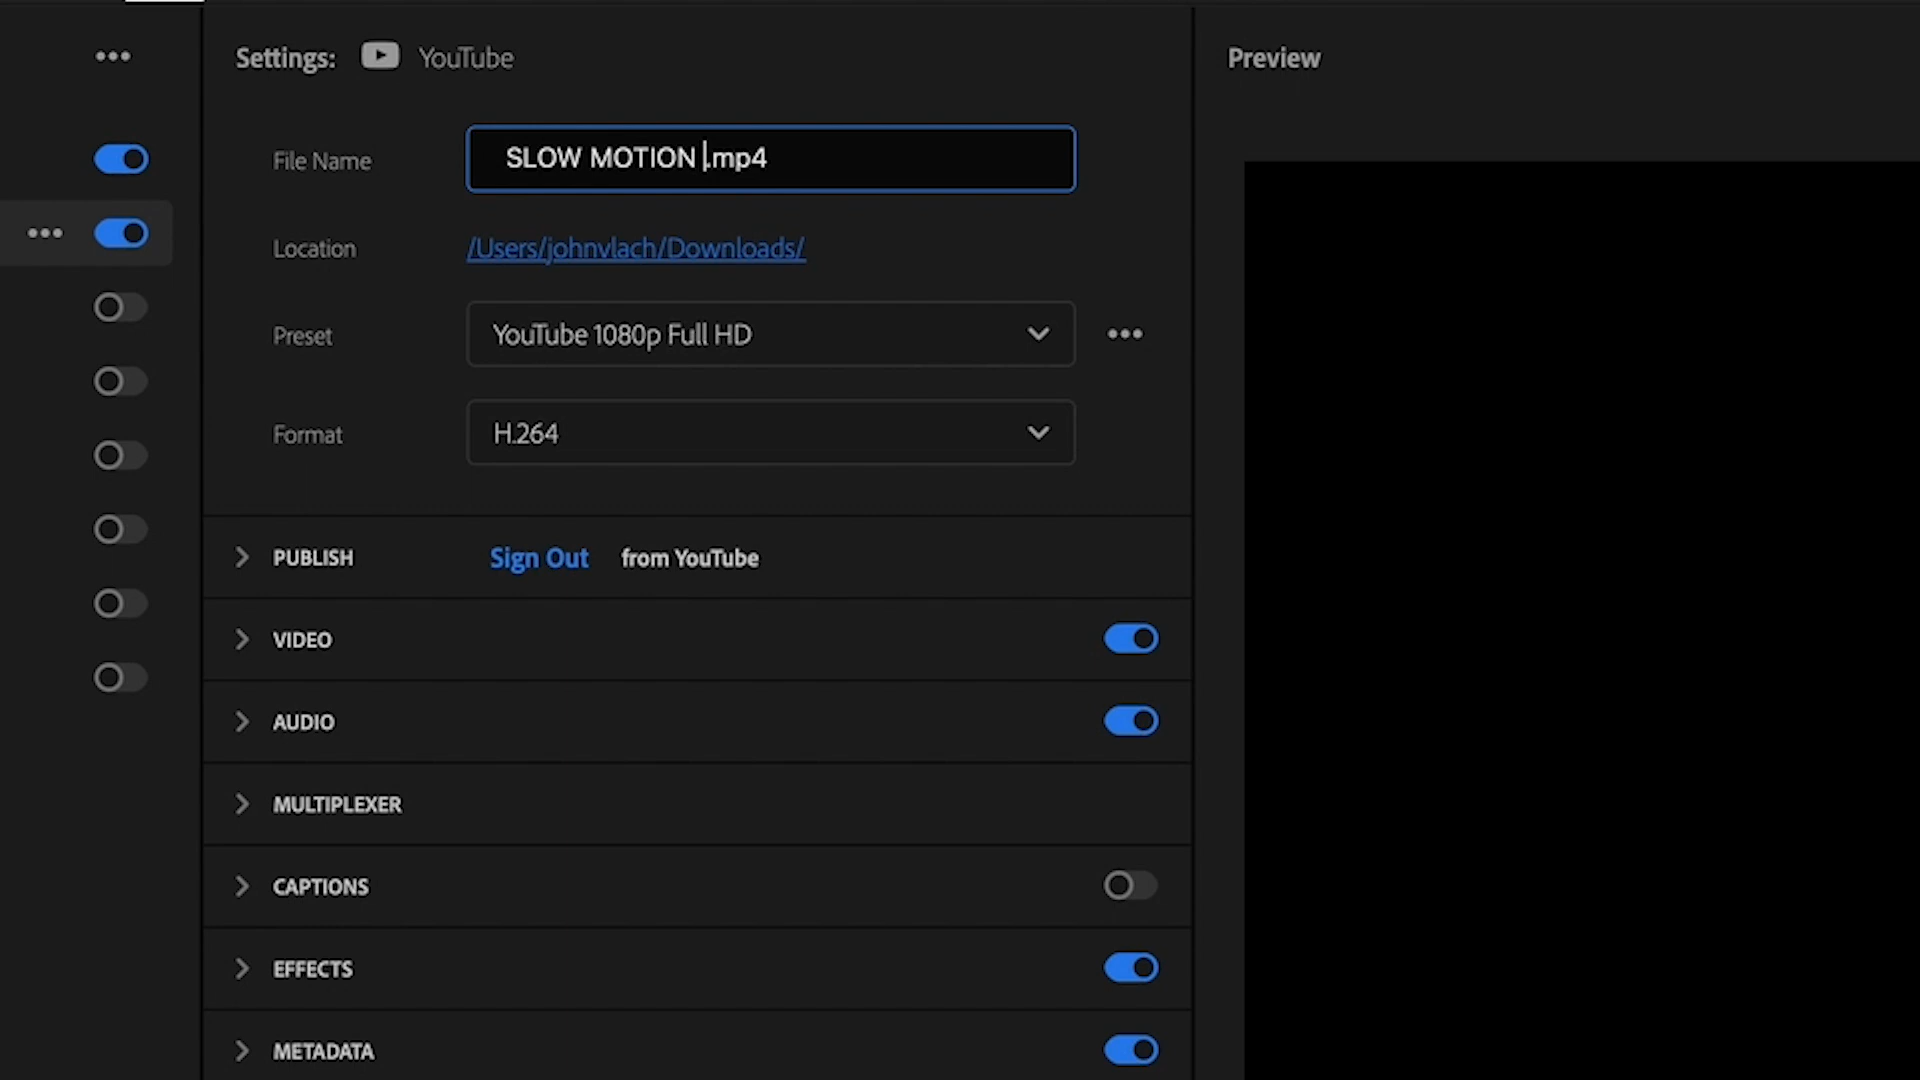 Settings: YouTube
Preview
File Name SLOW MOTION .mp4
Location /Users/johnvlach/Downloads/
Preset YouTube 1080p Full HD
Format H.264
PUBLISH Sign Out from YouTube
VIDEO
AUDIO
MULTIPLEXER
CAPTIONS
EFFECTS
METADATA